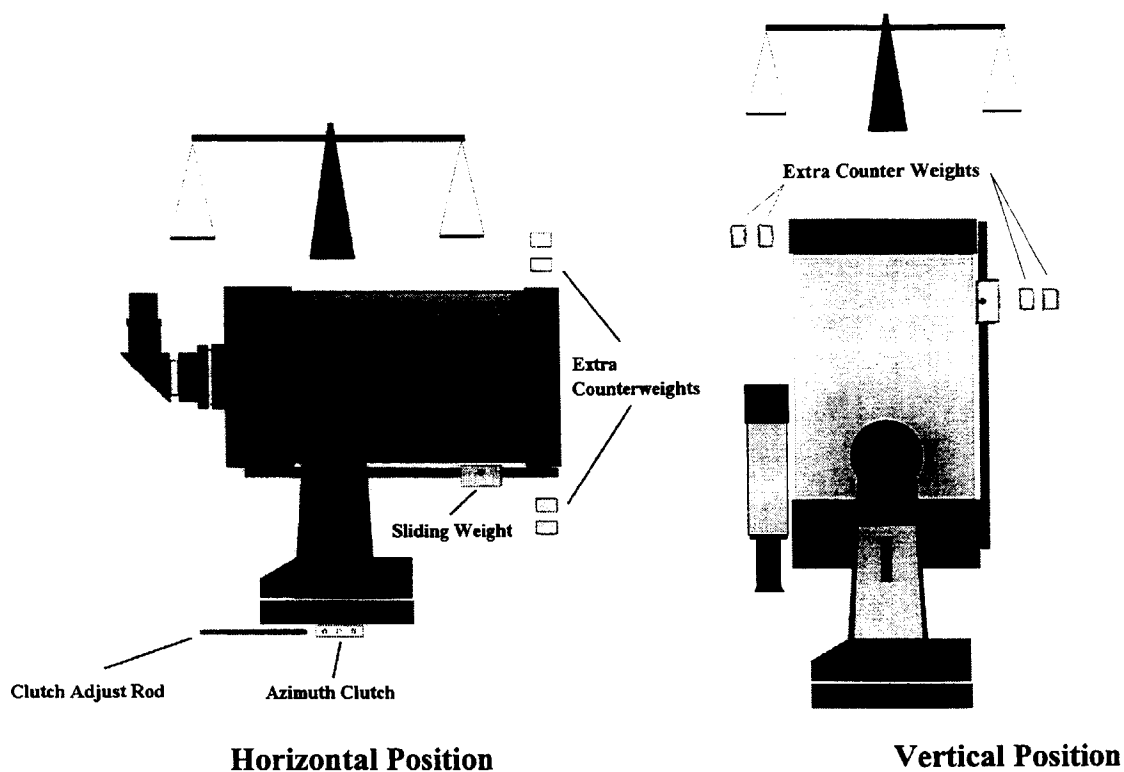 Extra Counter Weights
Extra
Counterweights
Sliding Weight
Clutch Adjust Rod
Azimuth Clutch
Horizontal Position
Vertical Position